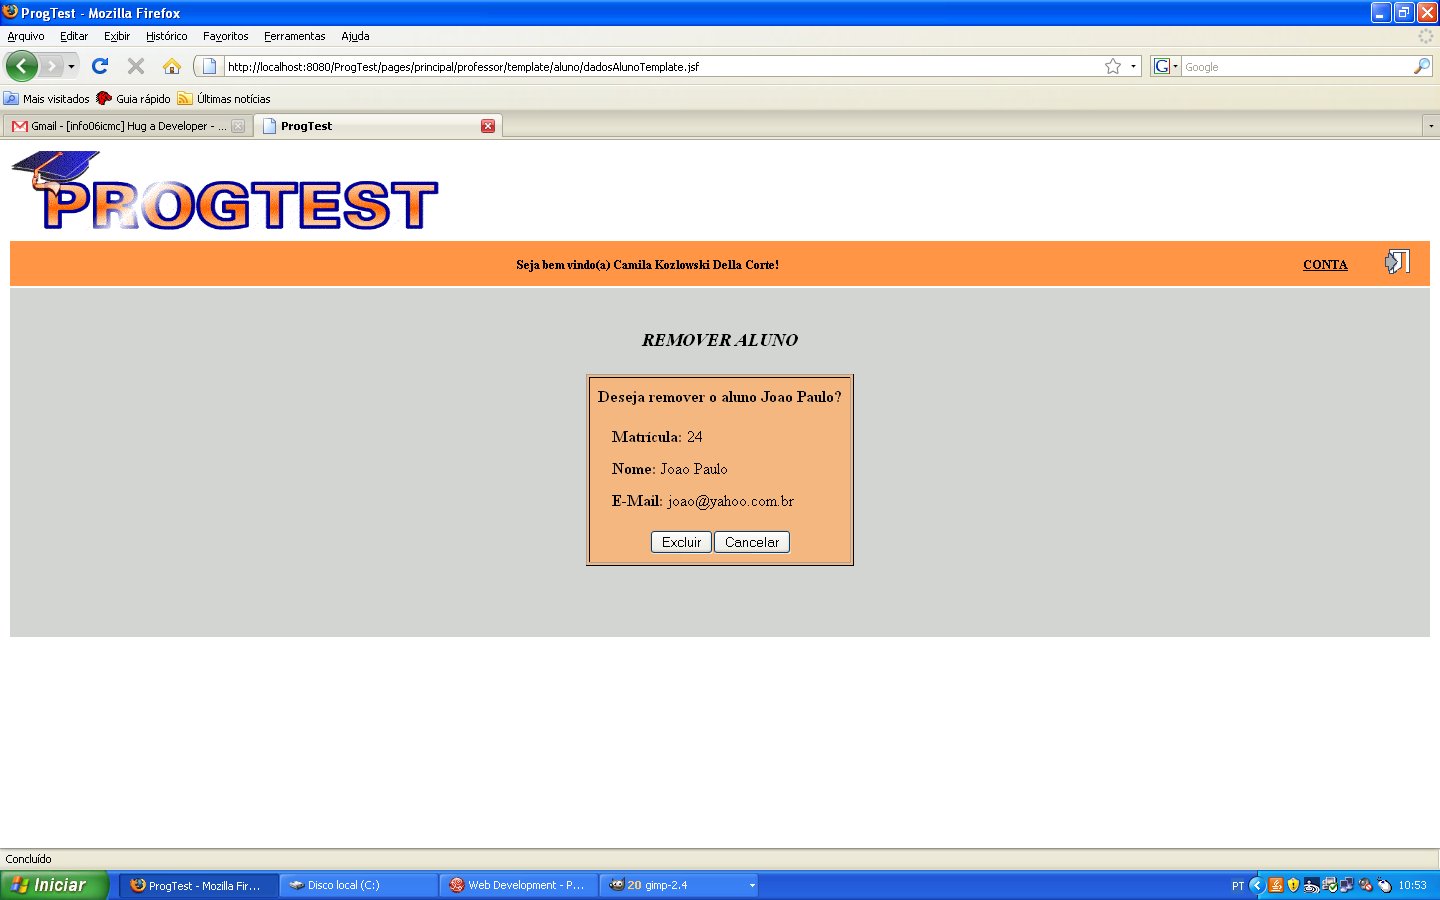 ProgTest - Mozilla Firefox
Arquivo Editar Exibir Histórico Favoritos Ferramentas Ajuda
http://localhost:8080/ProgTest/pages/principal/professor/template/aluno/dadosAlunoTemplate.jsf
G Google
Mais visitados Guia rápido Últimas notícias
Gmail - [info06icmc] Hug a Developer - ... ProgTest
PROGTEST
Seja bem vindo(a) Camila Kozlowski Della Corte! CONTA
REMOVER ALUNO
Deseja remover o aluno Joao Paulo?
Matrícula: 24
Nome: Joao Paulo
E-Mail: joao@yahoo.com.br
Excluir Cancelar
Concluído
Iniciar ProgTest - Mozilla Fir... Disco local (C:) Web Development - P... 20 gimp-2.4 PT 10:53